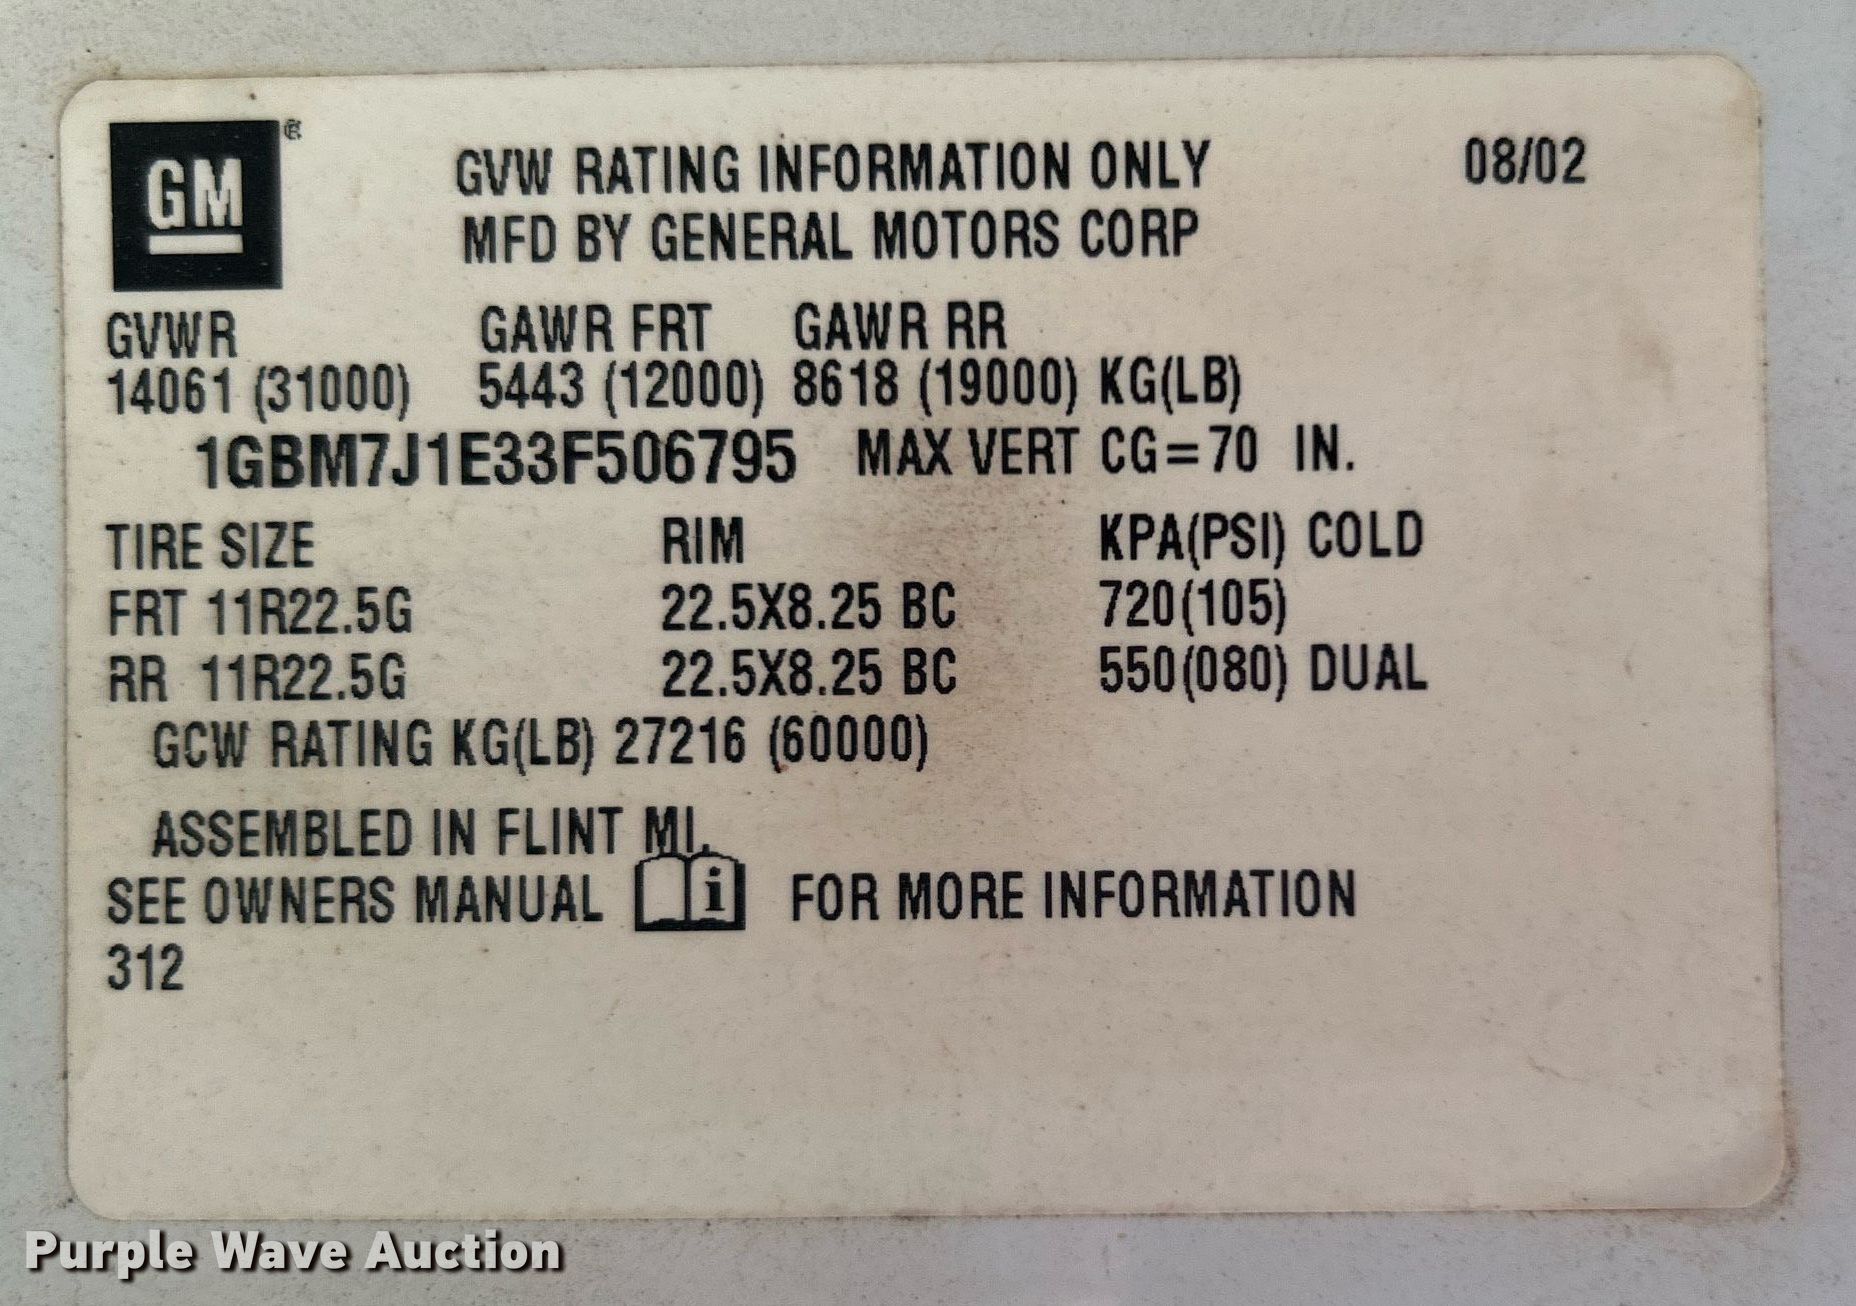 GM ®
GVW RATING INFORMATION ONLY 08/02
MFD BY GENERAL MOTORS CORP
GVWR GAWR FRT GAWR RR
14061 (31000) 5443 (12000) 8618 (19000) KG(LB)
1GBM7J1E33F506795 MAX VERT CG=70 IN.
TIRE SIZE RIM KPA(PSI) COLD
FRT 11R22.5G 22.5X8.25 BC 720(105)
RR 11R22.5G 22.5X8.25 BC 550(080) DUAL
GCW RATING KG(LB) 27216 (60000)
ASSEMBLED IN FLINT MI.
SEE OWNERS MANUAL i FOR MORE INFORMATION
312
Purple Wave Auction